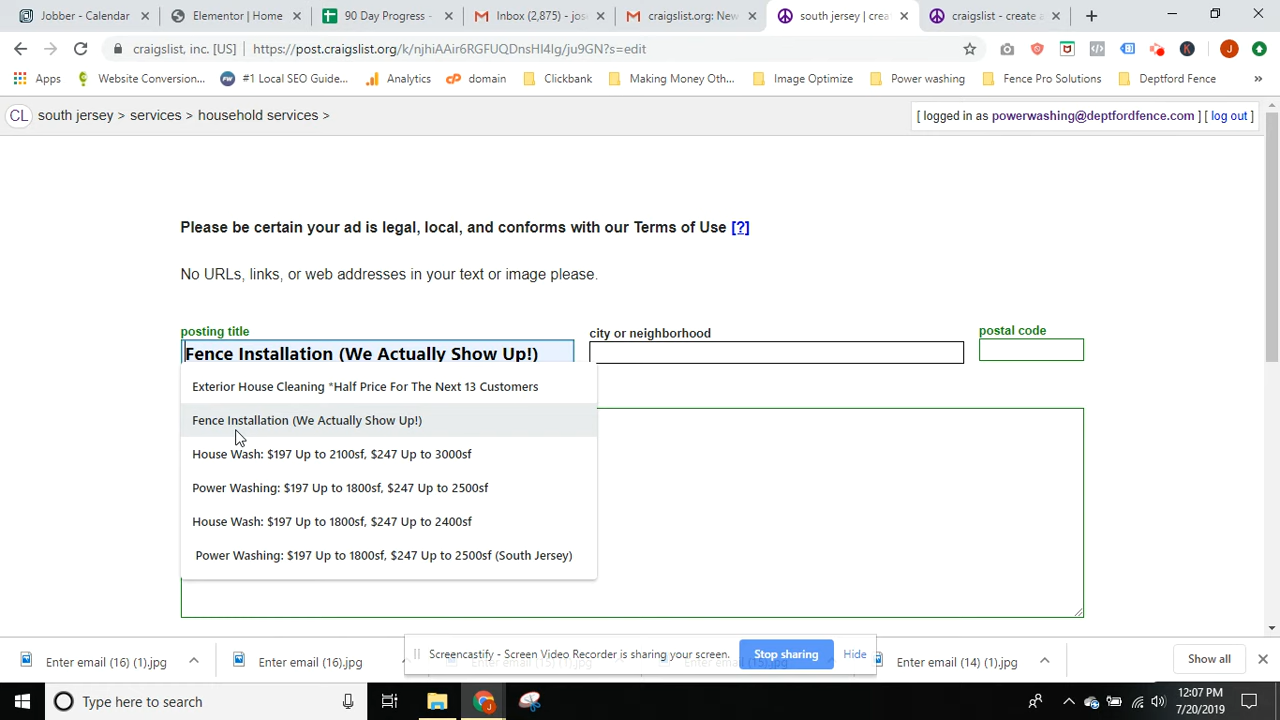 Jobber - Calendar
Elementor | Home
90 Day Progress -
Inbox (2,875) - jos
craigslist.org: New
south jersey | crea
craigslist - create a
craigslist, inc. [US]
https://post.craigslist.org/k/njhiAAir6RGFUQDnsHl4lg/ju9GN?s=edit
Apps
Website Conversion...
#1 Local SEO Guide...
Analytics
domain
Clickbank
Making Money Oth...
Image Optimize
Power washing
Fence Pro Solutions
Deptford Fence
»
CL south jersey > services > household services >
[ logged in as powerwashing@deptfordfence.com ] [ log out ]
Please be certain your ad is legal, local, and conforms with our Terms of Use [?]
No URLs, links, or web addresses in your text or image please.
posting title
city or neighborhood
postal code
Fence Installation (We Actually Show Up!)
Exterior House Cleaning *Half Price For The Next 13 Customers
Fence Installation (We Actually Show Up!)
House Wash: $197 Up to 2100sf, $247 Up to 3000sf
Power Washing: $197 Up to 1800sf, $247 Up to 2500sf
House Wash: $197 Up to 1800sf, $247 Up to 2400sf
Power Washing: $197 Up to 1800sf, $247 Up to 2500sf (South Jersey)
Enter email (16) (1).jpg
Enter email (16).jpg
Screencastify - Screen Video Recorder is sharing your screen.
Stop sharing
Hide
Enter email (14) (1).jpg
Show all
Type here to search
12:07 PM
7/20/2019